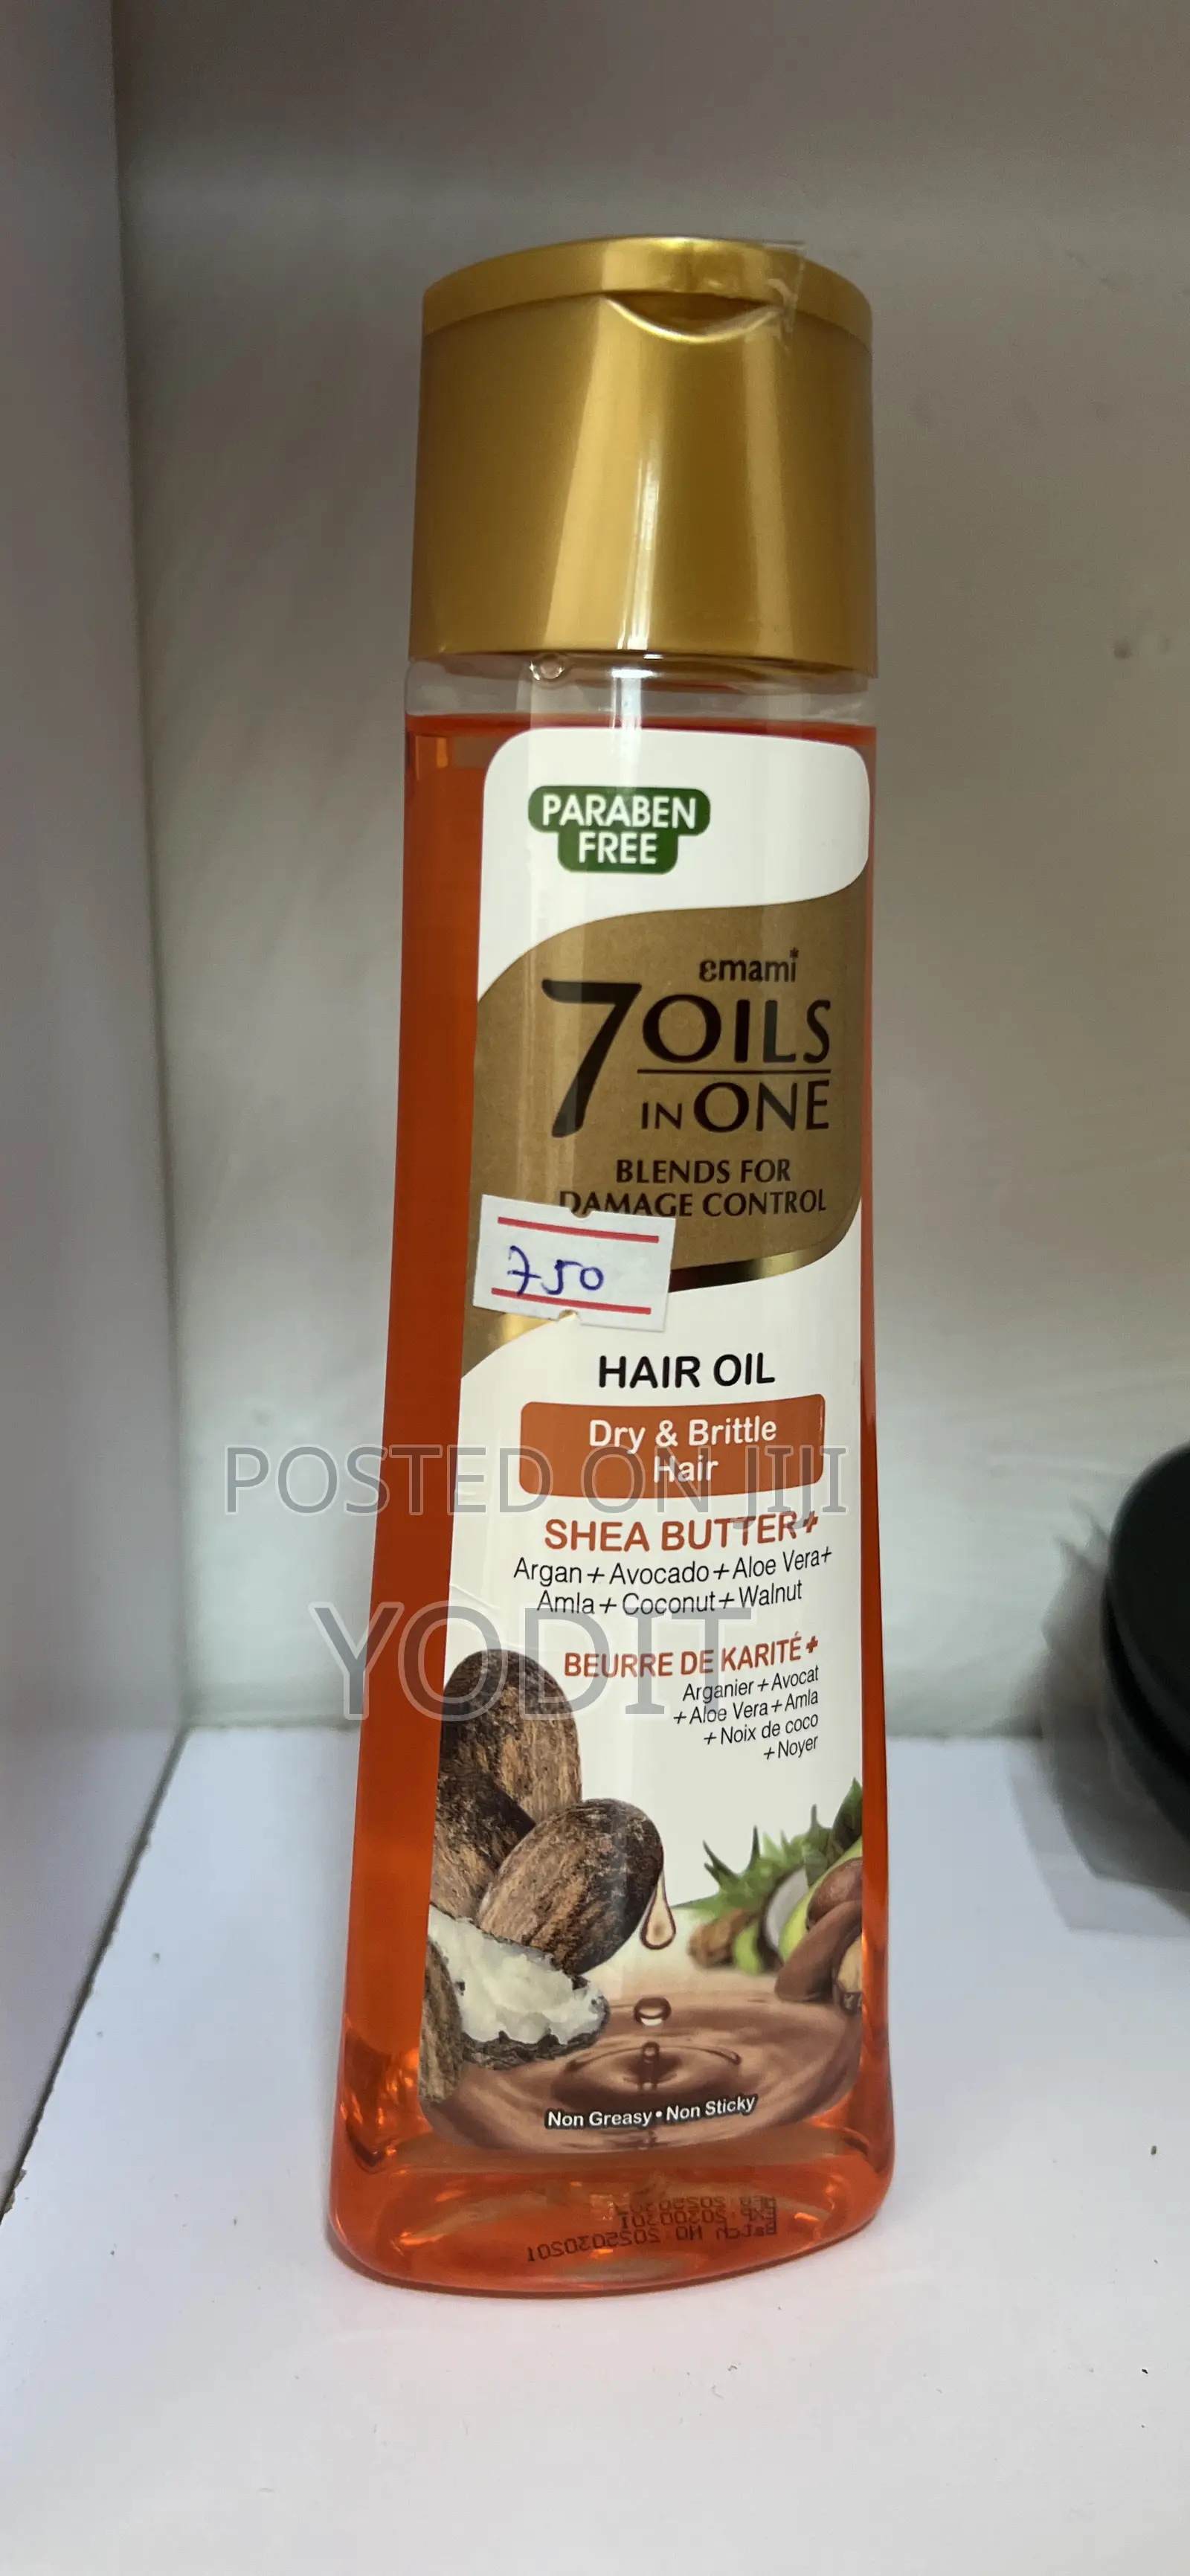 PARABEN
FREE
emami
7 OILS
IN ONE
BLENDS FOR
DAMAGE CONTROL
750
HAIR OIL
Dry & Brittle
Hair
POSTED ON JIJI
SHEA BUTTER+
Argan+Avocado+Aloe Vera+
Amla+Coconut+Walnut
YODIT
BEURRE DE KARITÉ+
Arganier+Avocat
+Aloe Vera+Amla
+Noix de coco
+Noyer
Non Greasy • Non Sticky